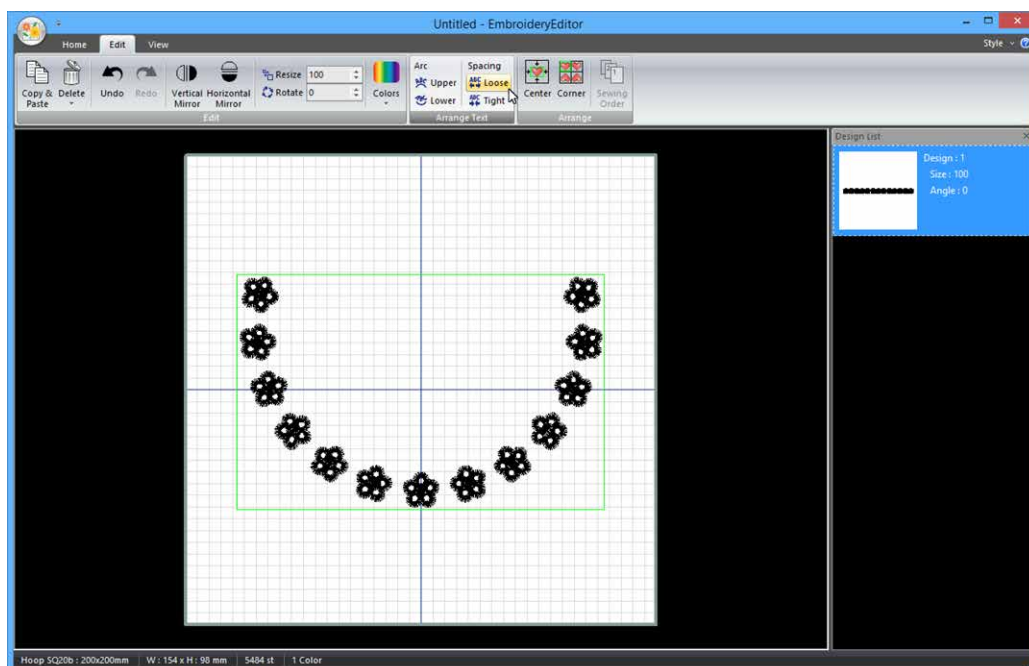 Untitled - EmbroideryEditor
Home Edit View
Style
Copy & Paste
Delete
Undo
Redo
Vertical Mirror
Horizontal Mirror
Resize 100
Rotate 0
Colors
Edit
Arc
Upper
Lower
Spacing
ABC Loose
ABC Tight
Arrange Text
Center
Corner
Sewing Order
Arrange
Design List
Design : 1
Size : 100
Angle : 0
Hoop SQ20b : 200x200mm W : 154 x H : 98 mm 5484 st 1 Color